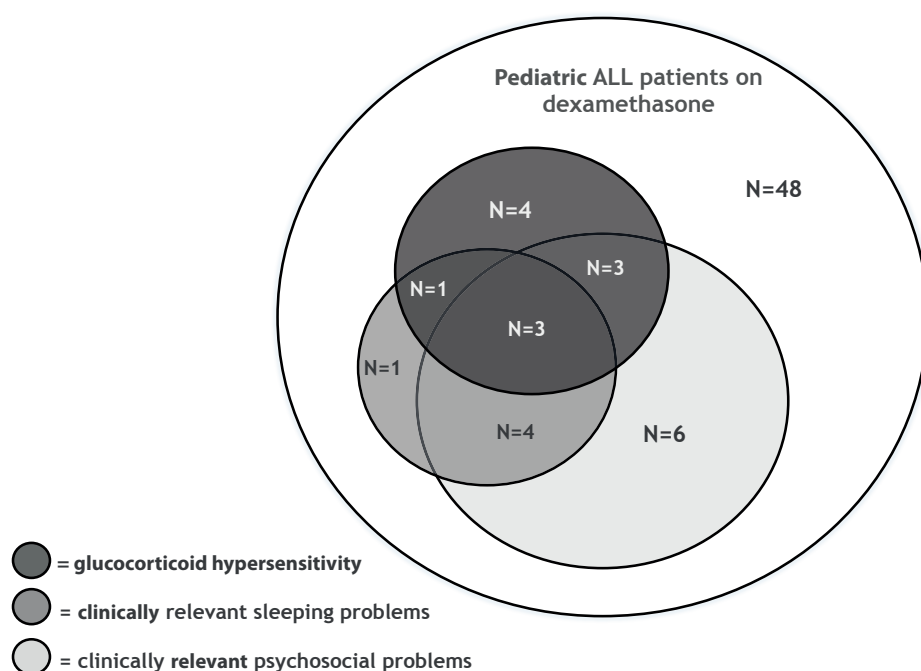 Pediatric ALL patients on
dexamethasone
N=48
N=4
N=3
N=1
N=3
N=1
N=4
N=6
= glucocorticoid hypersensitivity
= clinically relevant sleeping problems
= clinically relevant psychosocial problems